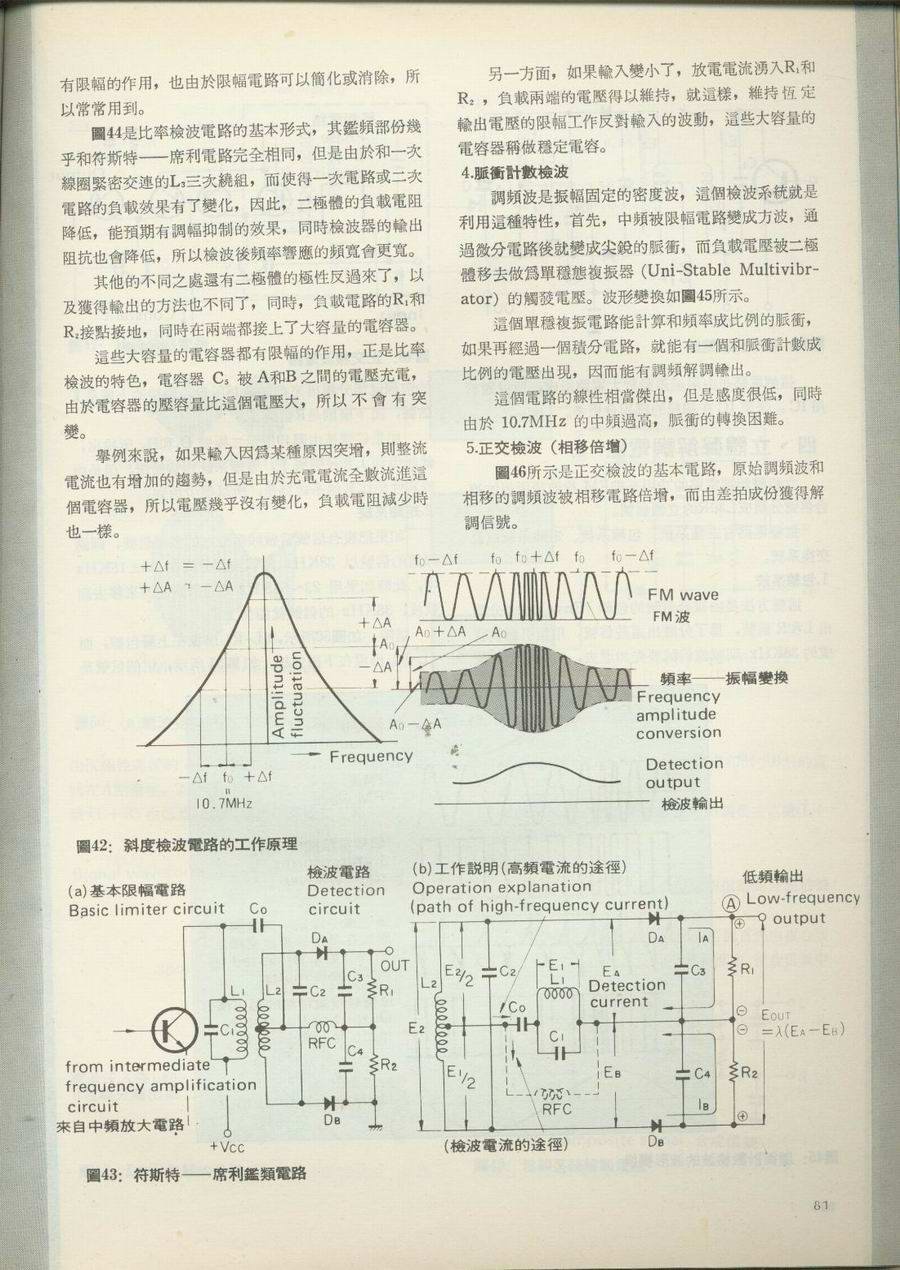 有限幅的作用，也由於限幅電路可以簡化或消除，所
以常常用到。
圖44是比率檢波電路的基本形式，其鑑頻部份幾
乎和符斯特——席利電路完全相同，但是由於和一次
線圈緊密交連的L₃三次繞組，而使得一次電路或二次
電路的負載效果有了變化，因此，二極體的負載電阻
降低，能預期有調幅抑制的效果，同時檢波器的輸出
阻抗也會降低，所以檢波後頻率響應的頻寬會更寬。
其他的不同之處還有二極體的極性反過來了，以
及獲得輸出的方法也不同了，同時，負載電路的R₁和
R₂接點接地，同時在兩端都接上了大容量的電容器。
這些大容量的電容器都有限幅的作用，正是比率
檢波的特色，電容器 C₅ 被A和B之間的電壓充電，
由於電容器的壓容量比這個電壓大，所以不會有突
變。
舉例來說，如果輸入因爲某種原因突增，則整流
電流也有增加的趨勢，但是由於充電電流全數流進這
個電容器，所以電壓幾乎沒有變化，負載電阻減少時
也一樣。
另一方面，如果輸入變小了，放電電流湧入R₁和
R₂，負載兩端的電壓得以維持，就這樣，維持恆定
輸出電壓的限幅工作反對輸入的波動，這些大容量的
電容器稱做穩定電容。
4.脈衝計數檢波
調頻波是振幅固定的密度波，這個檢波系統就是
利用這種特性，首先，中頻被限幅電路變成方波，通
過微分電路後就變成尖銳的脈衝，而負載電壓被二極
體移去做爲單穩態複振器（Uni-Stable Multivibr-
ator）的觸發電壓。波形變換如圖45所示。
這個單穩複振電路能計算和頻率成比例的脈衝，
如果再經過一個積分電路，就能有一個和脈衝計數成
比例的電壓出現，因而能有調頻解調輸出。
這個電路的線性相當傑出，但是感度很低，同時
由於 10.7MHz 的中頻過高，脈衝的轉換困難。
5.正交檢波（相移倍增）
圖46所示是正交檢波的基本電路，原始調頻波和
相移的調頻波被相移電路倍增，而由差拍成份獲得解
調信號。
+△f = −△f
+△A −△A
Amplitude
fluctuation
+△A
A₀
−△A
Frequency
−△f f₀ +△f
10.7MHz
f₀−△f f₀ f₀+△f f₀ f₀−△f
FM wave
FM波
A₀+△A A₀
A₀−△A
頻率——振幅變換
Frequency
amplitude
conversion
Detection
output
檢波輸出
圖42：斜度檢波電路的工作原理
(a)基本限幅電路
Basic limiter circuit
檢波電路
Detection
circuit
C₀
DA
OUT
L₁
L₂
C₂
C₃
R₁
C₁
RFC
C₄
R₂
DB
+Vcc
from intermediate
frequency amplification
circuit
來自中頻放大電路
(b)工作説明(高頻電流的途徑)
Operation explanation
(path of high-frequency current)
低頻輸出
Low-frequency
output
A
DA
IA
L₂
E₂/2
C₂
E₁
L₁
EA
Detection
current
C₃
R₁
E₂
C₀
C₁
EOUT
=λ(EA−EB)
E₁/2
EB
C₄
R₂
RFC
IB
DB
(檢波電流的途徑)
圖43：符斯特——席利鑑類電路
81